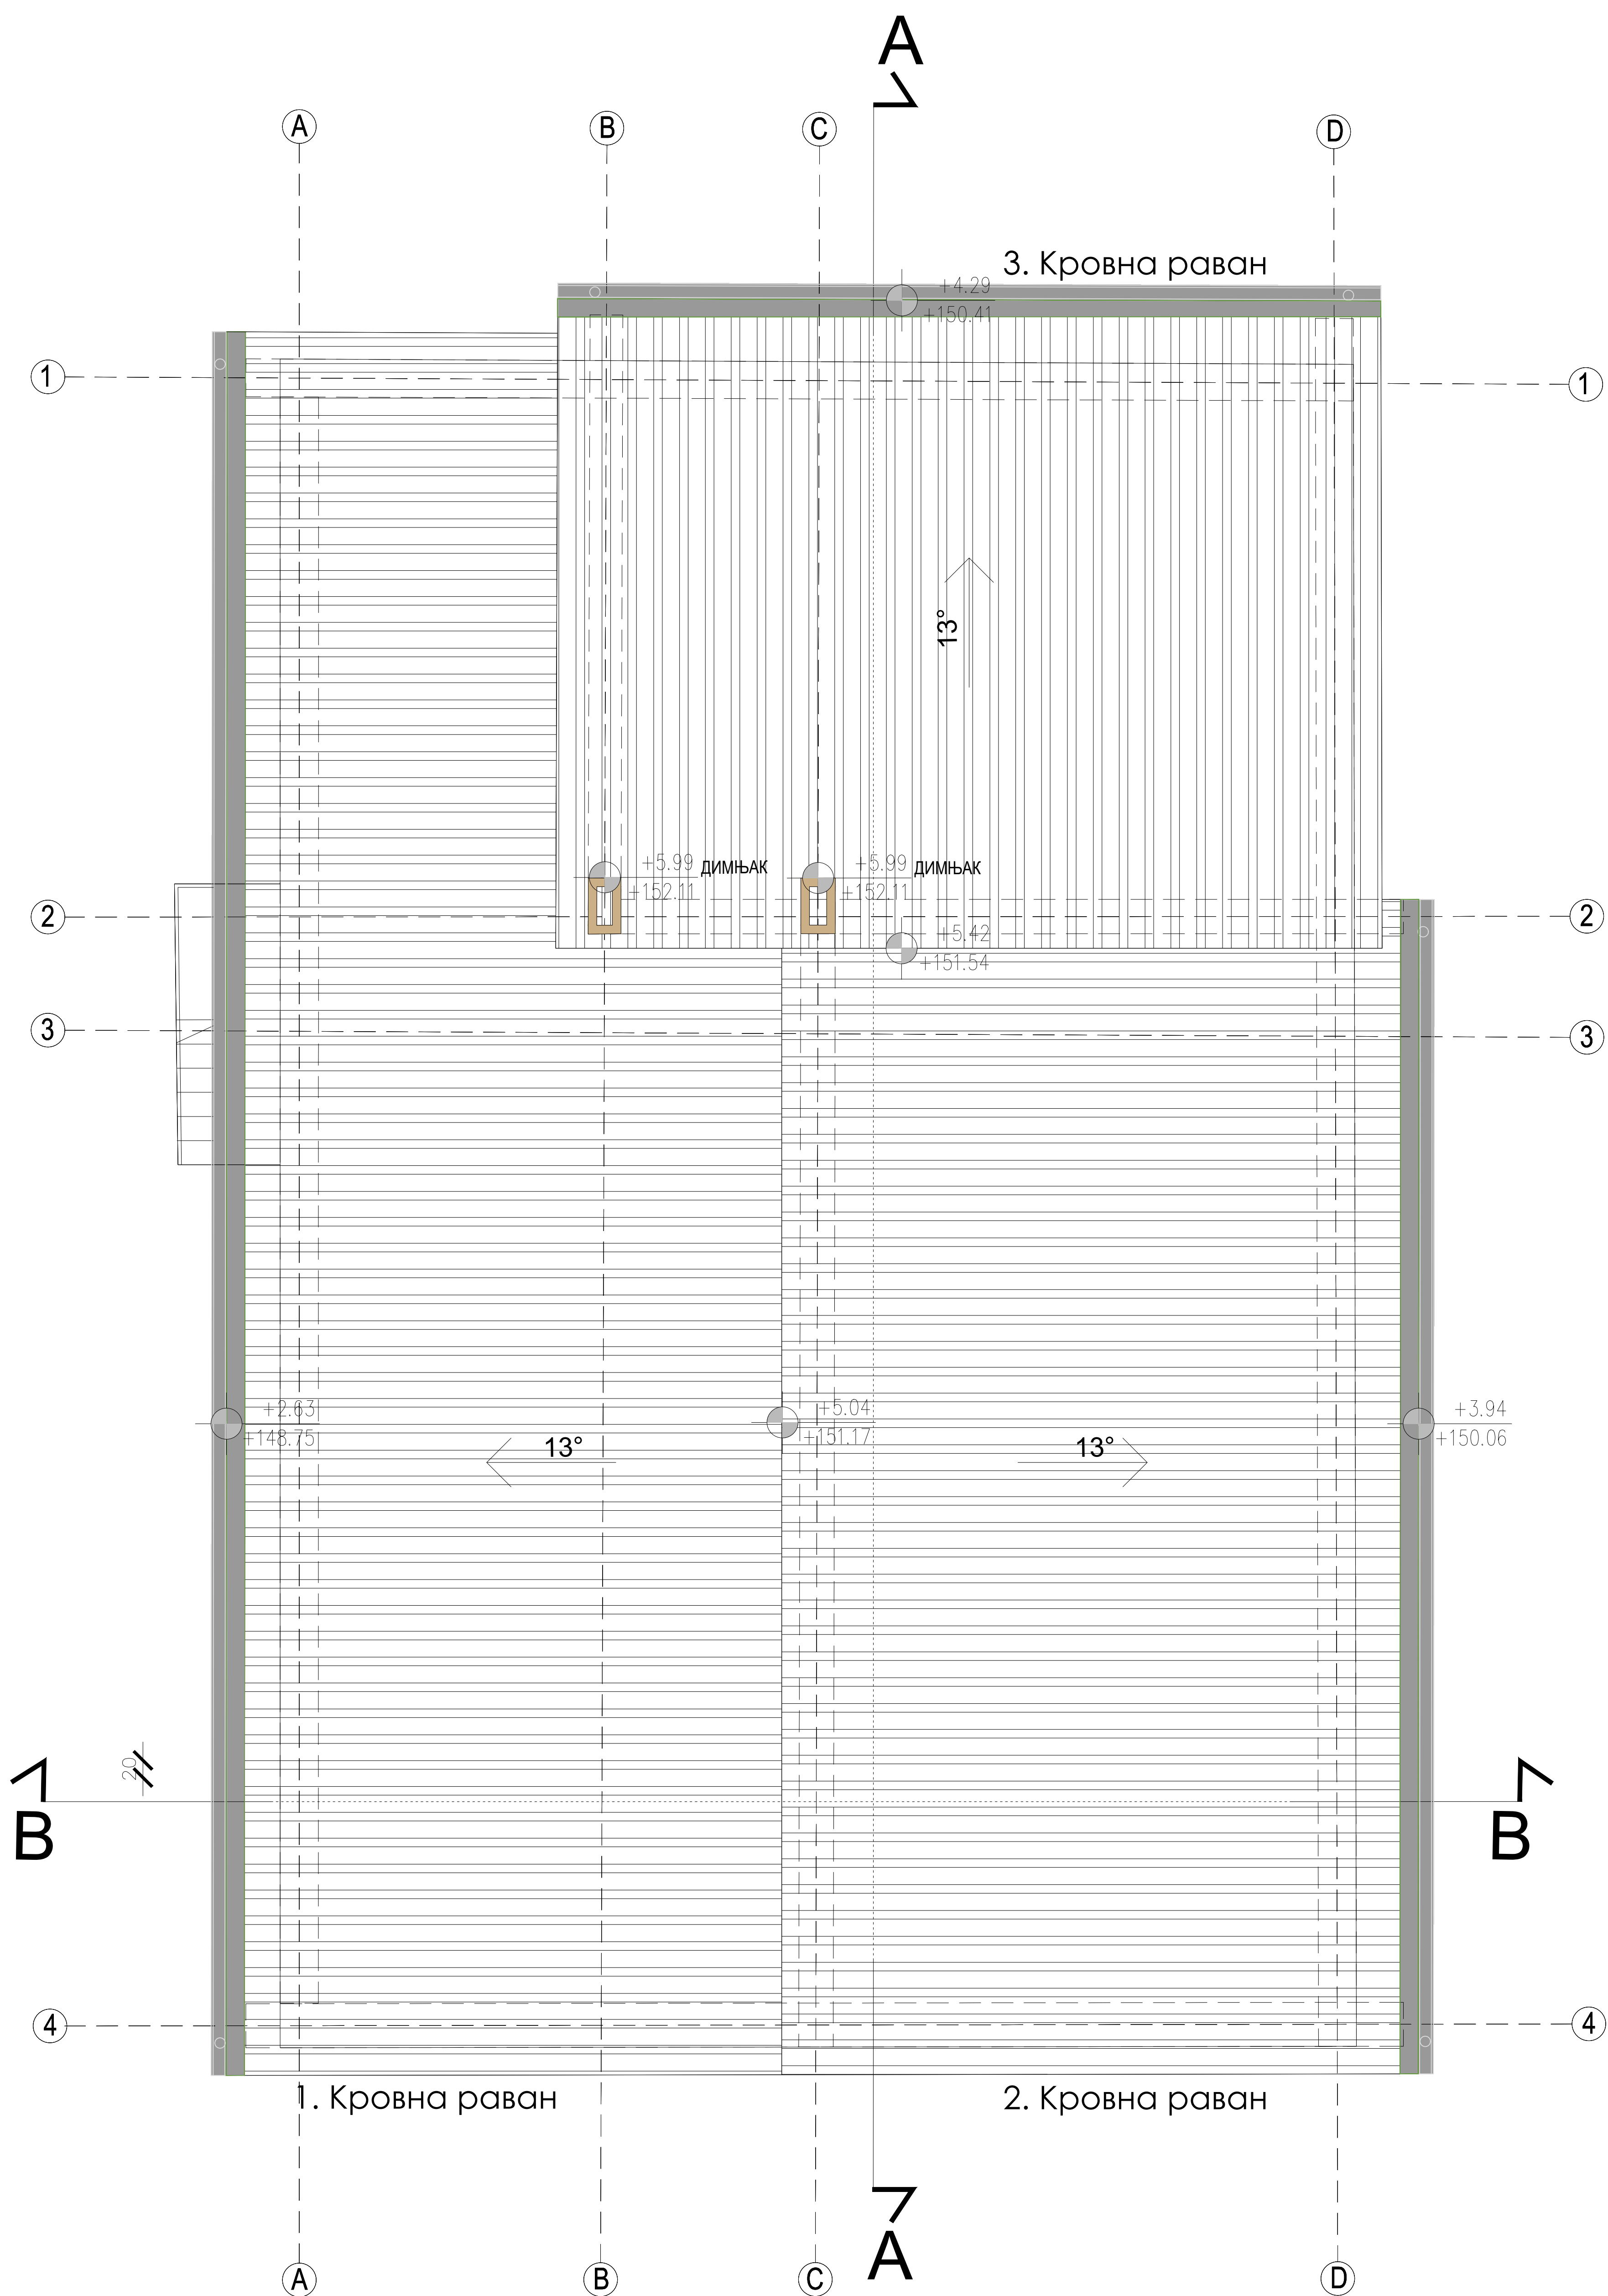 A
A B C D
3. Кровна раван
+4.29
+150.41
1 1
13°
+5.99 ДИМЊАК +5.99 ДИМЊАК
+152.11 +152.11
2 2
+5.42
+151.54
3 3
+2.63 +5.04 +3.94
+148.75 +151.17 +150.06
13° 13°
20
B B
4 4
1. Кровна раван 2. Кровна раван
A
A B C D